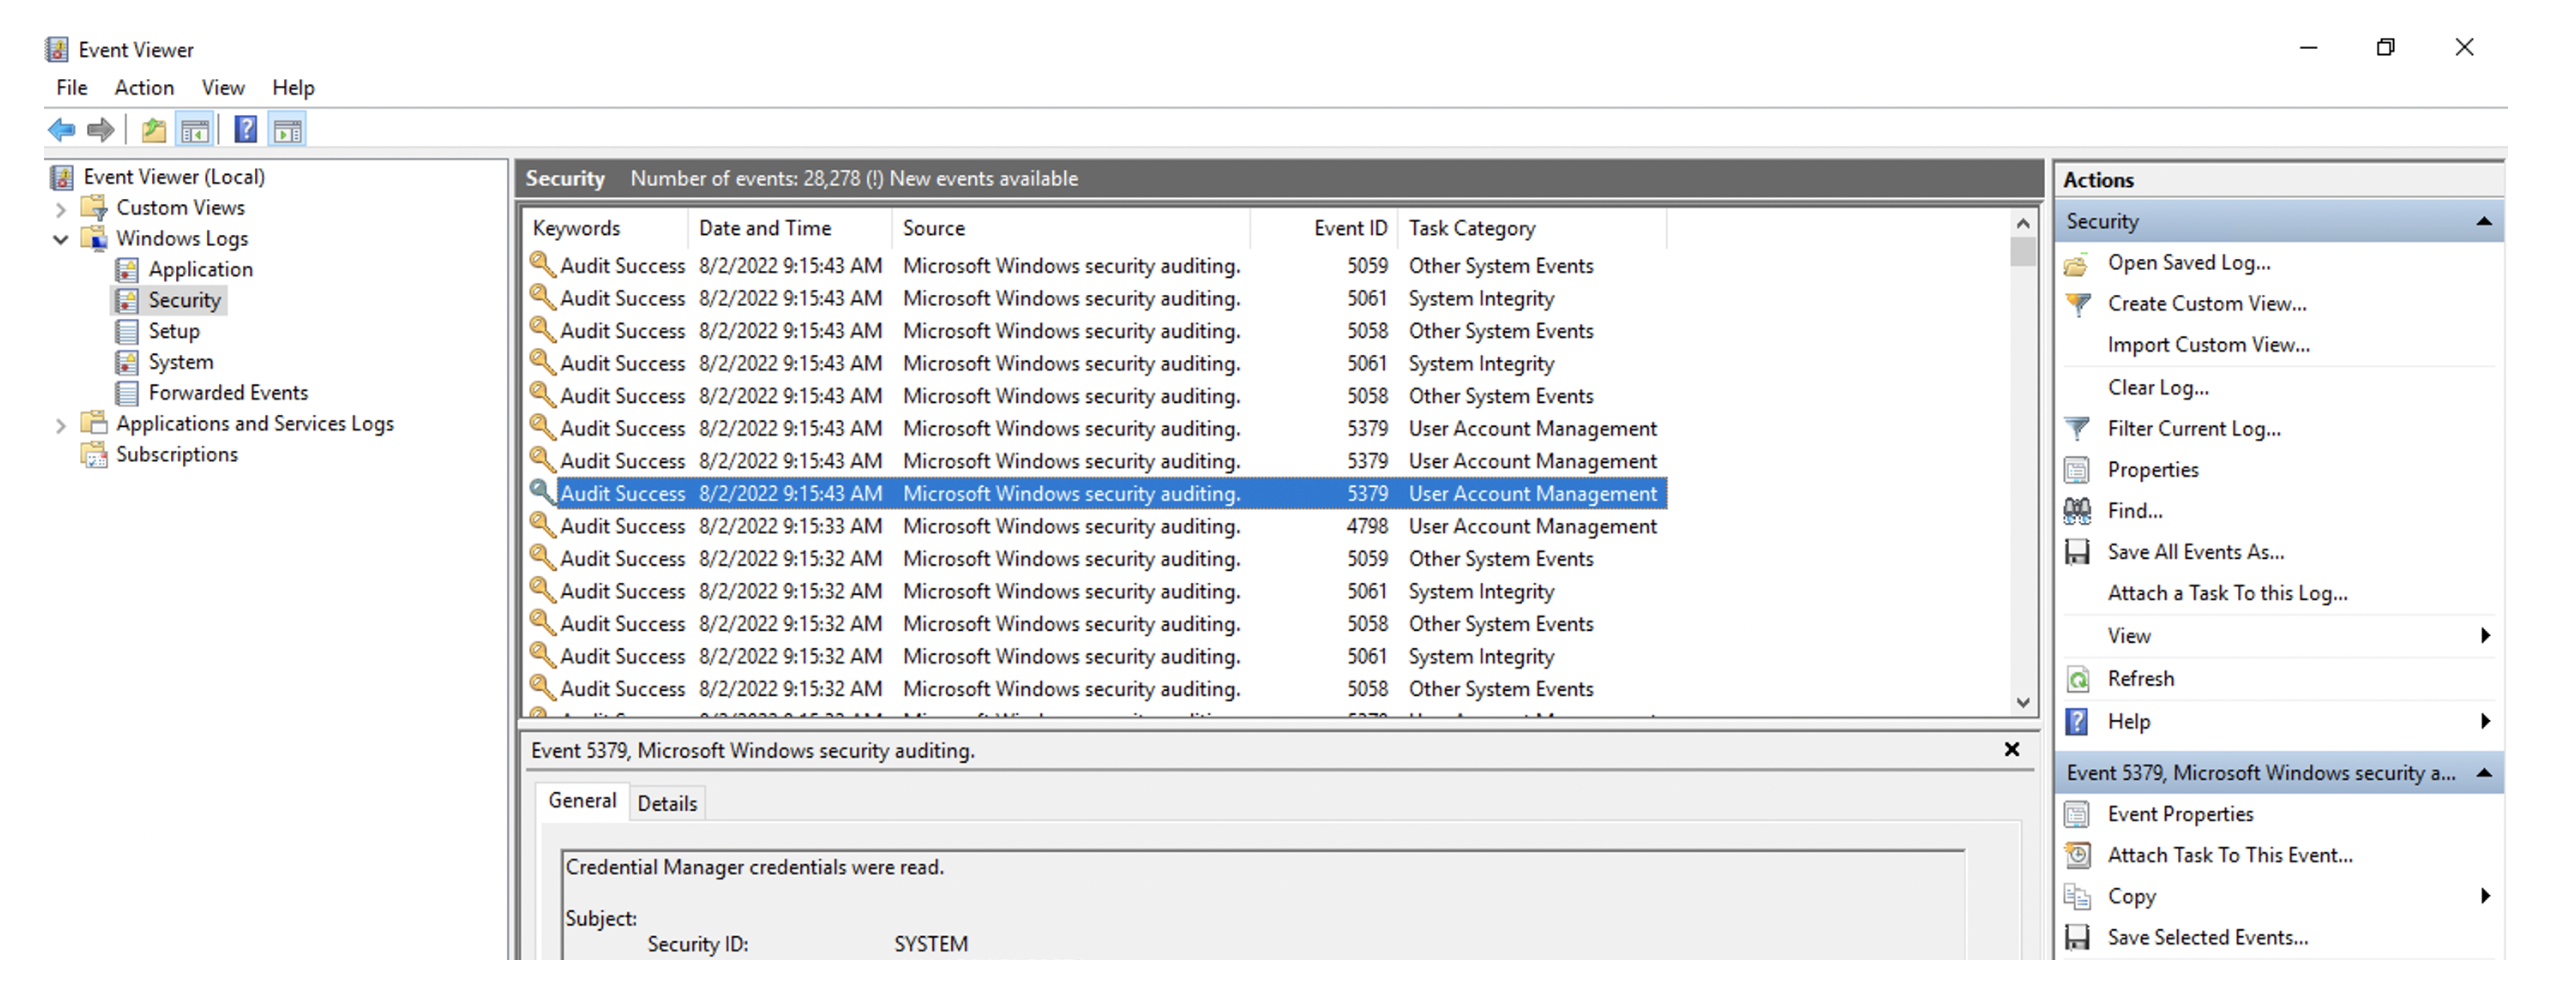 Event Viewer
File Action View Help
Event Viewer (Local)
Custom Views
Windows Logs
Application
Security
Setup
System
Forwarded Events
Applications and Services Logs
Subscriptions
Security Number of events: 28,278 (!) New events available
Keywords Date and Time Source Event ID Task Category
Audit Success 8/2/2022 9:15:43 AM Microsoft Windows security auditing. 5059 Other System Events
Audit Success 8/2/2022 9:15:43 AM Microsoft Windows security auditing. 5061 System Integrity
Audit Success 8/2/2022 9:15:43 AM Microsoft Windows security auditing. 5058 Other System Events
Audit Success 8/2/2022 9:15:43 AM Microsoft Windows security auditing. 5061 System Integrity
Audit Success 8/2/2022 9:15:43 AM Microsoft Windows security auditing. 5058 Other System Events
Audit Success 8/2/2022 9:15:43 AM Microsoft Windows security auditing. 5379 User Account Management
Audit Success 8/2/2022 9:15:43 AM Microsoft Windows security auditing. 5379 User Account Management
Audit Success 8/2/2022 9:15:43 AM Microsoft Windows security auditing. 5379 User Account Management
Audit Success 8/2/2022 9:15:33 AM Microsoft Windows security auditing. 4798 User Account Management
Audit Success 8/2/2022 9:15:32 AM Microsoft Windows security auditing. 5059 Other System Events
Audit Success 8/2/2022 9:15:32 AM Microsoft Windows security auditing. 5061 System Integrity
Audit Success 8/2/2022 9:15:32 AM Microsoft Windows security auditing. 5058 Other System Events
Audit Success 8/2/2022 9:15:32 AM Microsoft Windows security auditing. 5061 System Integrity
Audit Success 8/2/2022 9:15:32 AM Microsoft Windows security auditing. 5058 Other System Events
Event 5379, Microsoft Windows security auditing.
General Details
Credential Manager credentials were read.
Subject:
Security ID: SYSTEM
Actions
Security
Open Saved Log...
Create Custom View...
Import Custom View...
Clear Log...
Filter Current Log...
Properties
Find...
Save All Events As...
Attach a Task To this Log...
View
Refresh
Help
Event 5379, Microsoft Windows security a...
Event Properties
Attach Task To This Event...
Copy
Save Selected Events...